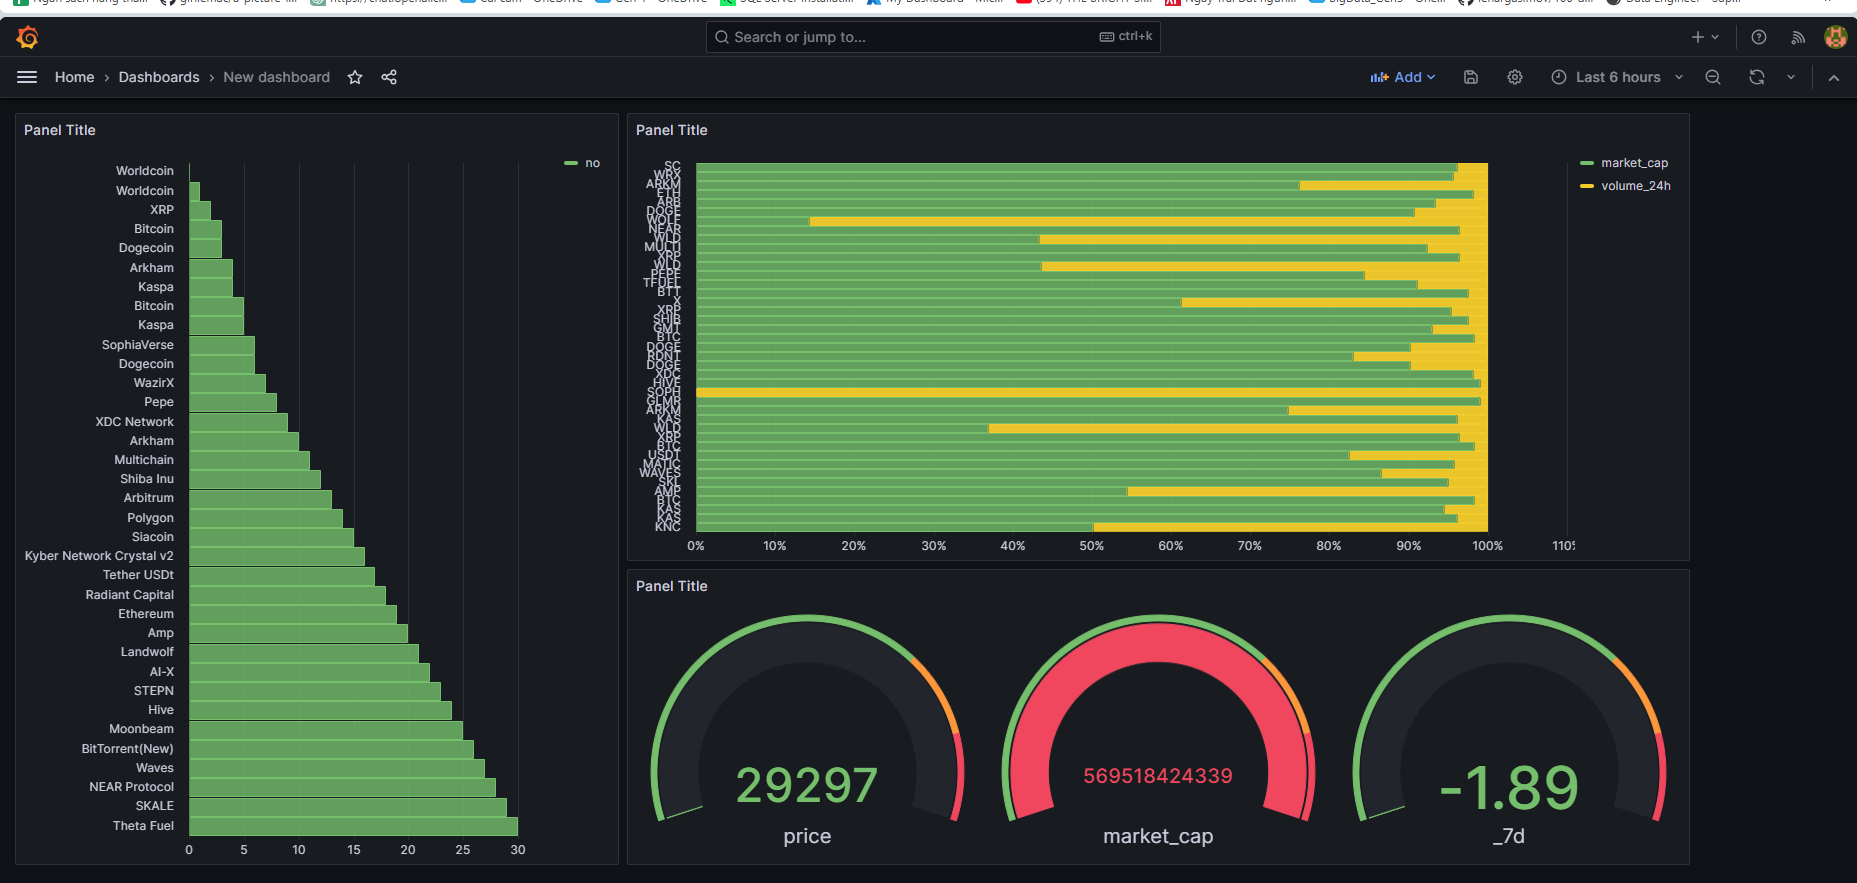 Search or jump to...
ctrl+k
Home › Dashboards › New dashboard
Add
Last 6 hours
Panel Title
no
Worldcoin
Worldcoin
XRP
Bitcoin
Dogecoin
Arkham
Kaspa
Bitcoin
Kaspa
SophiaVerse
Dogecoin
WazirX
Pepe
XDC Network
Arkham
Multichain
Shiba Inu
Arbitrum
Polygon
Siacoin
Kyber Network Crystal v2
Tether USDt
Radiant Capital
Ethereum
Amp
Landwolf
AI-X
STEPN
Hive
Moonbeam
BitTorrent(New)
Waves
NEAR Protocol
SKALE
Theta Fuel
0 5 10 15 20 25 30
Panel Title
market_cap
volume_24h
SC
WRX
ARKM
ETH
ARB
DOGE
WOLF
NEAR
WLD
MULTI
XRP
WLD
PEPE
TFUEL
BTT
X
XRP
SHIB
GMT
BTC
DOGE
RDNT
DOGE
XDC
HIVE
SOPH
GLMR
ARKM
KAS
WLD
XRP
BTC
USDT
MATIC
WAVES
SKL
AMP
BTC
KAS
KAS
KNC
0% 10% 20% 30% 40% 50% 60% 70% 80% 90% 100%
Panel Title
29297
price
569518424339
market_cap
-1.89
_7d